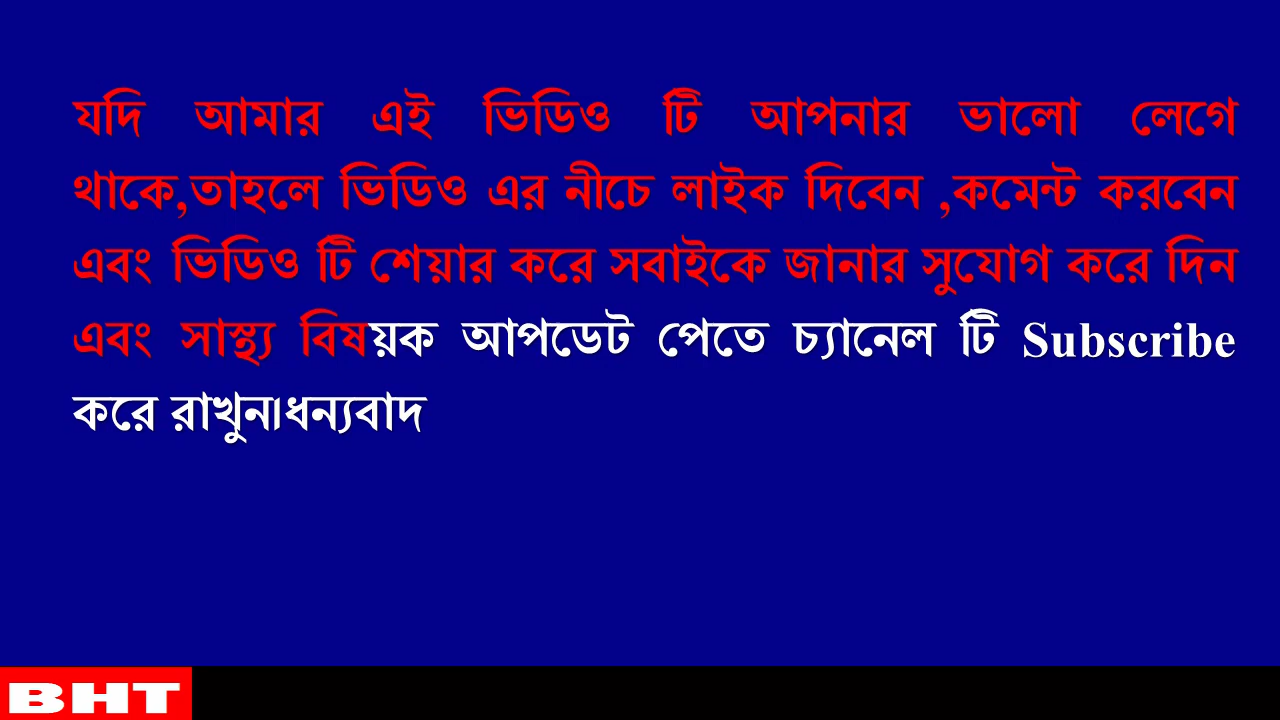 যদি আমার এই ভিডিও টি আপনার ভালো লেগে
থাকে,তাহলে ভিডিও এর নীচে লাইক দিবেন ,কমেন্ট করবেন
এবং ভিডিও টি শেয়ার করে সবাইকে জানার সুযোগ করে দিন
এবং সাস্থ্য বিষয়ক আপডেট পেতে চ্যানেল টি Subscribe
করে রাখুন৷ধন্যবাদ
BHT